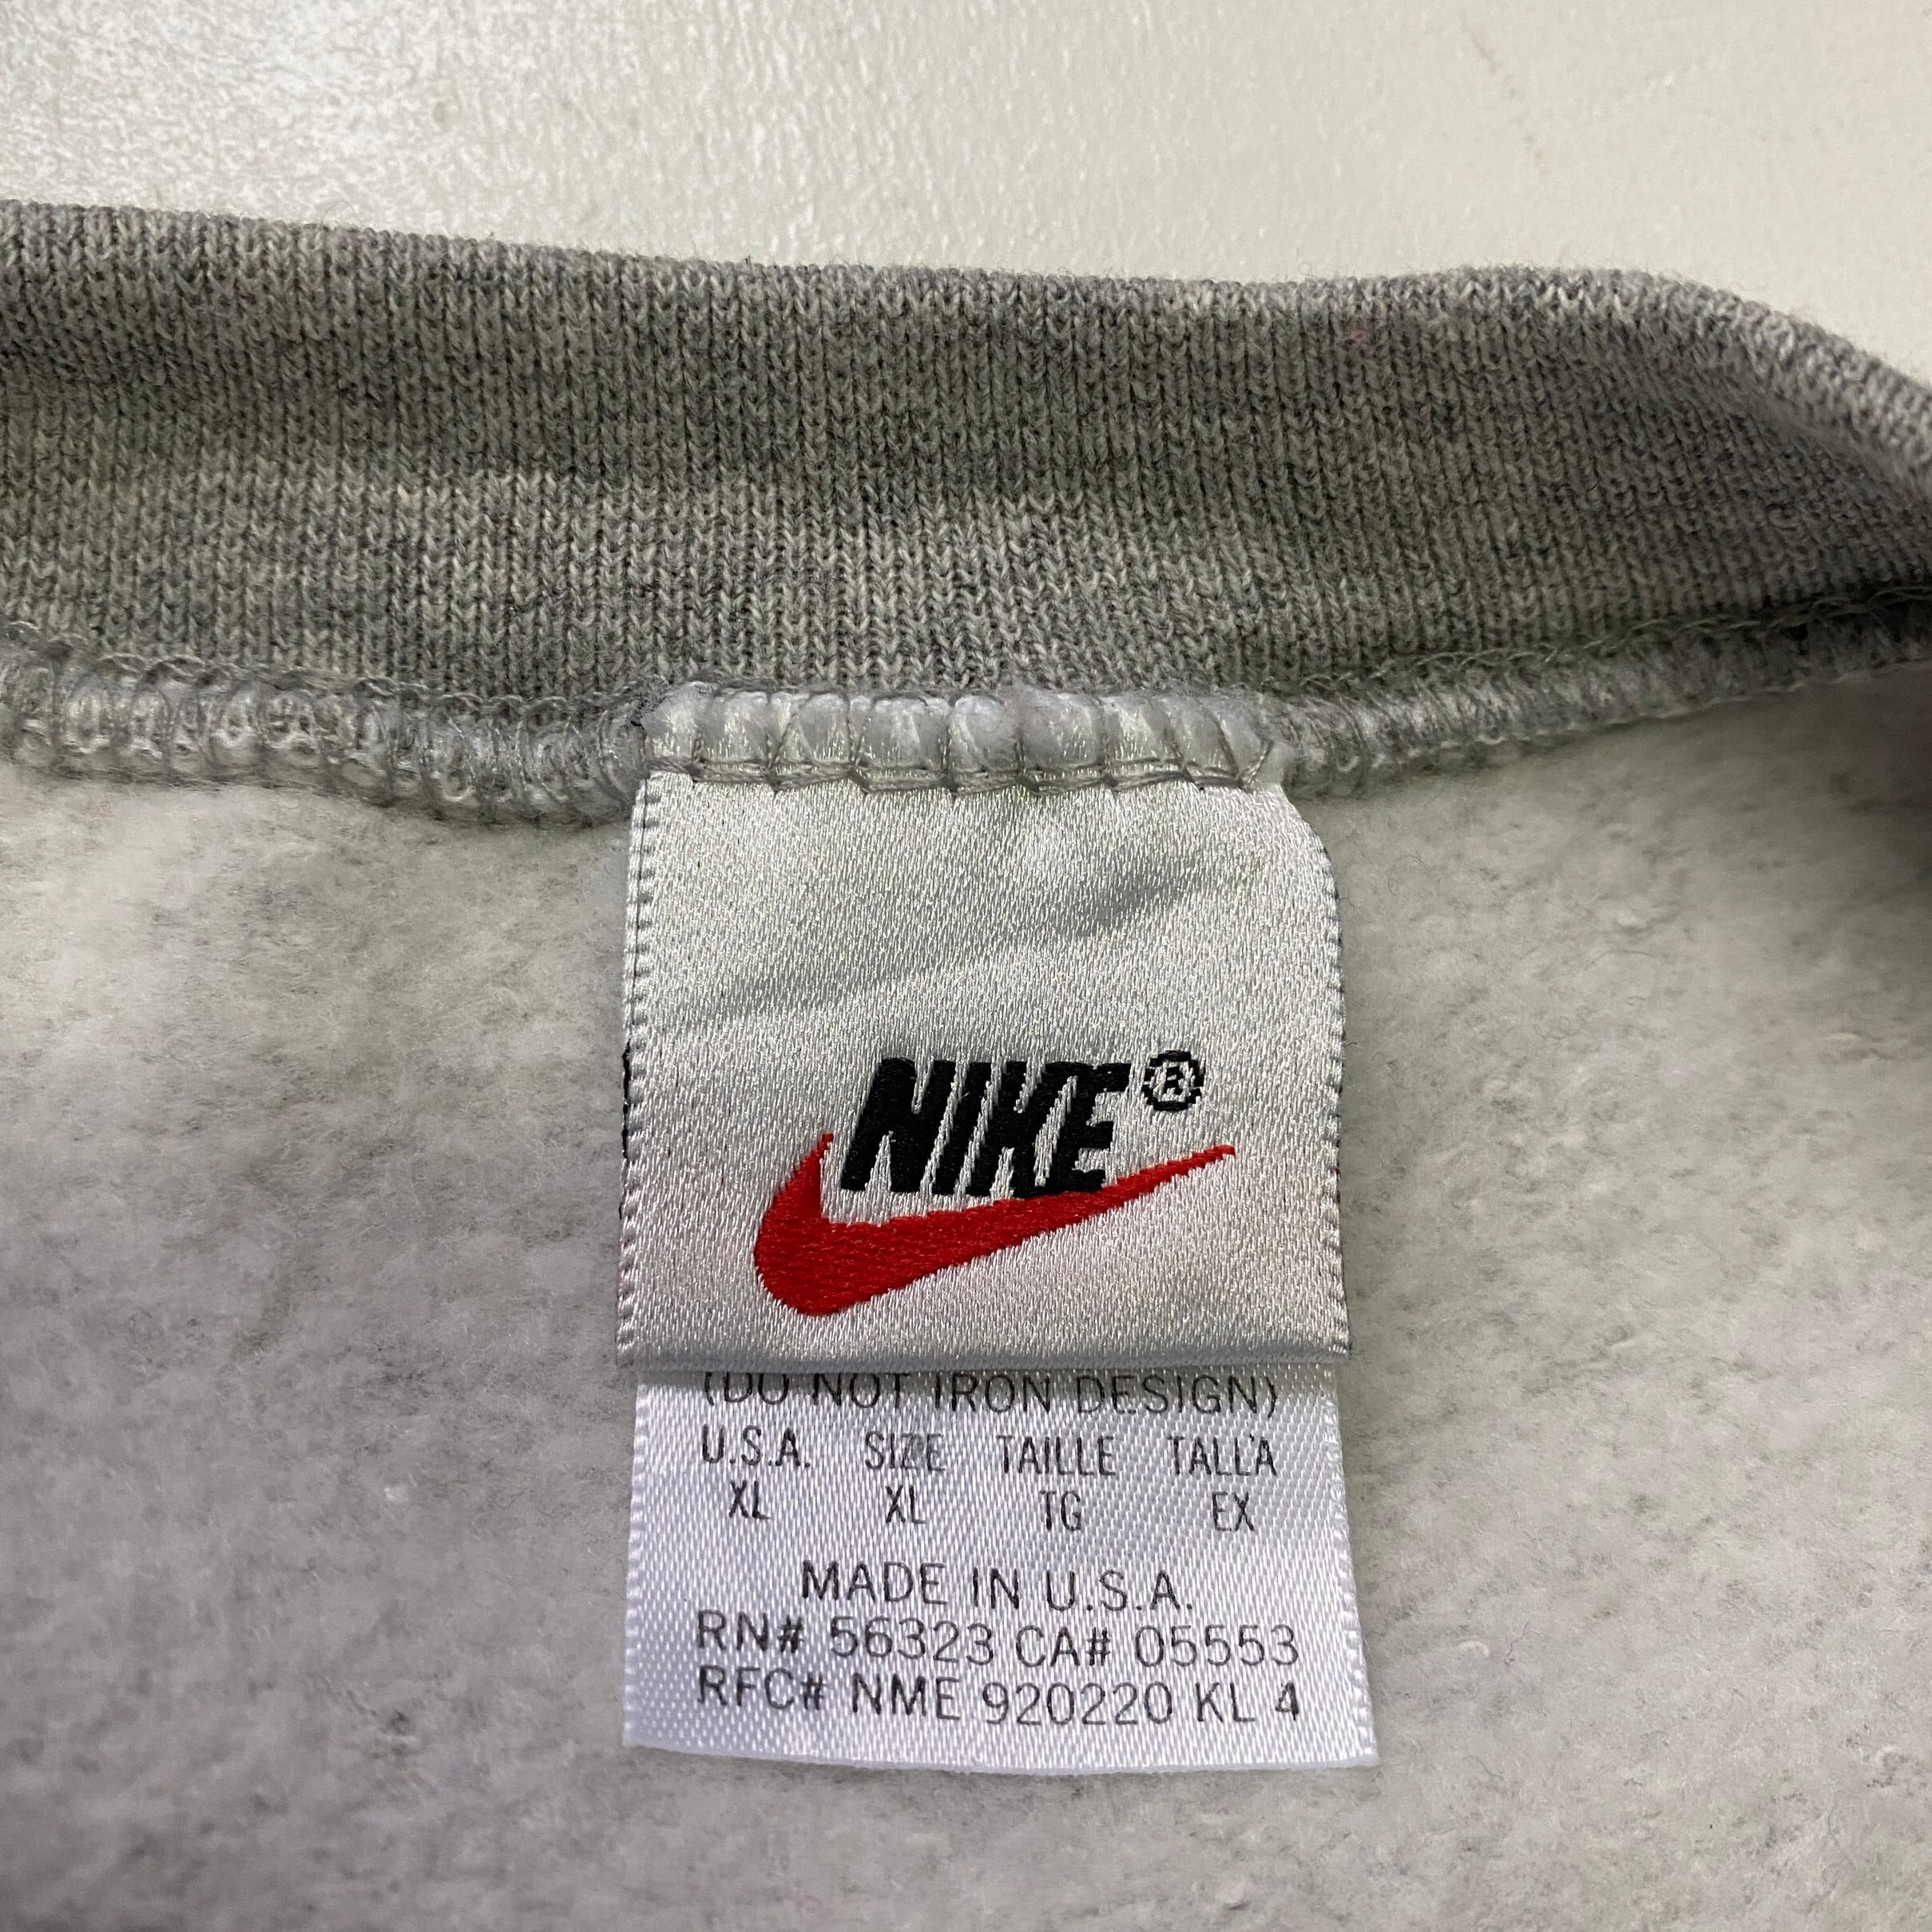 NIKE®
(DO NOT IRON DESIGN)
U.S.A. SIZE TAILLE TALLA
XL XL TG EX
MADE IN U.S.A.
RN# 56323 CA# 05553
RFC# NME 920220 KL 4